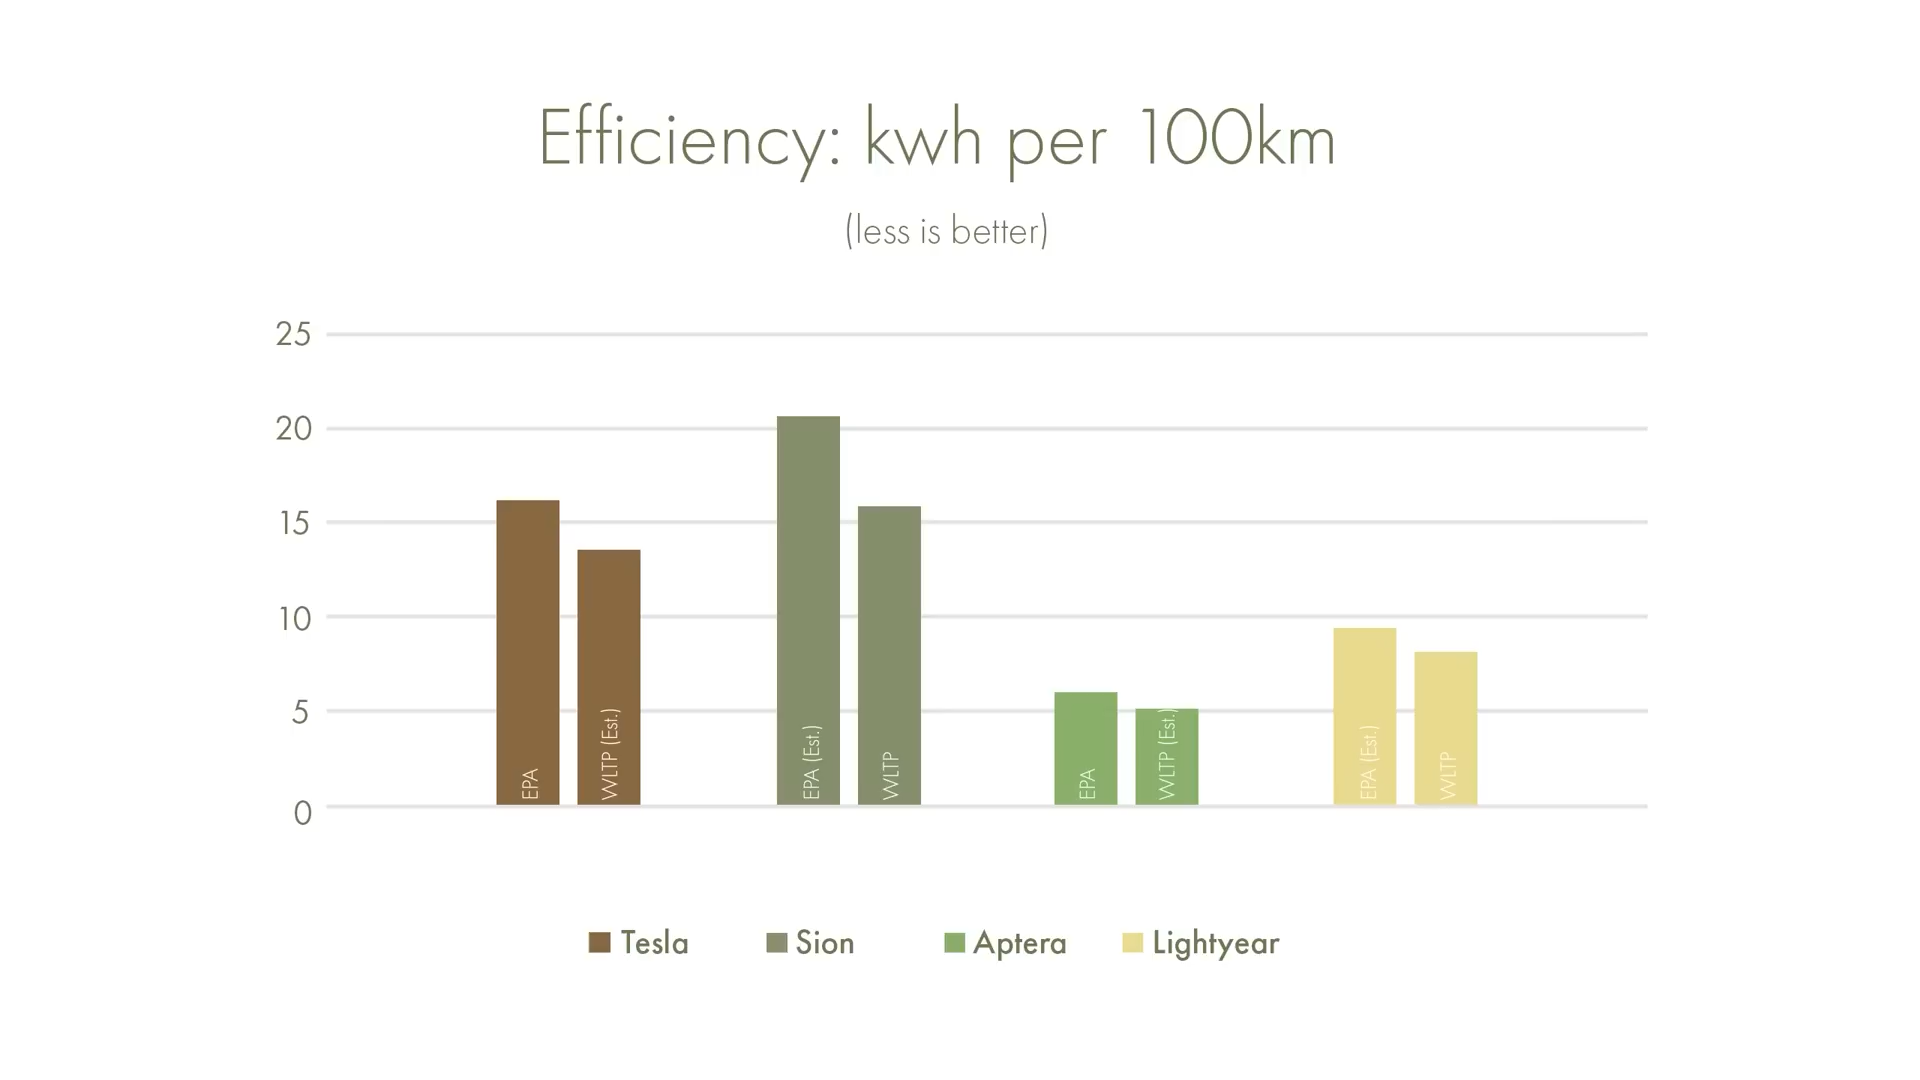 Efficiency: kwh per 100km
(less is better)
25
20
15
10
5
0
EPA
WLTP (Est.)
EPA (Est.)
WLTP
EPA
WLTP (Est.)
EPA (Est.)
WLTP
Tesla
Sion
Aptera
Lightyear